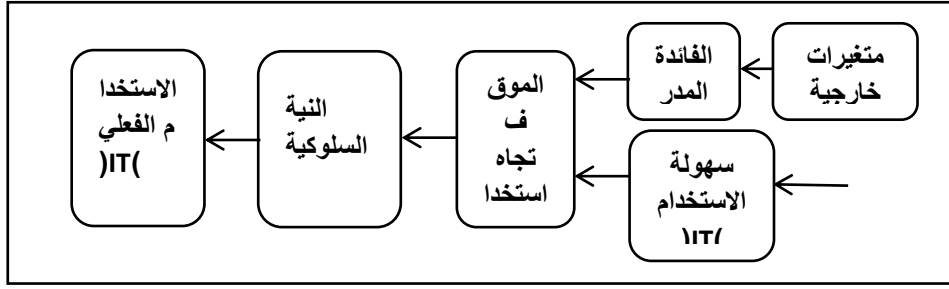 متغيرات
خارجية
الفائدة
المدر
سهولة
الاستخدام
)IT(
الموق
ف
تجاه
استخدا
النية
السلوكية
الاستخدا
م الفعلي
)IT(